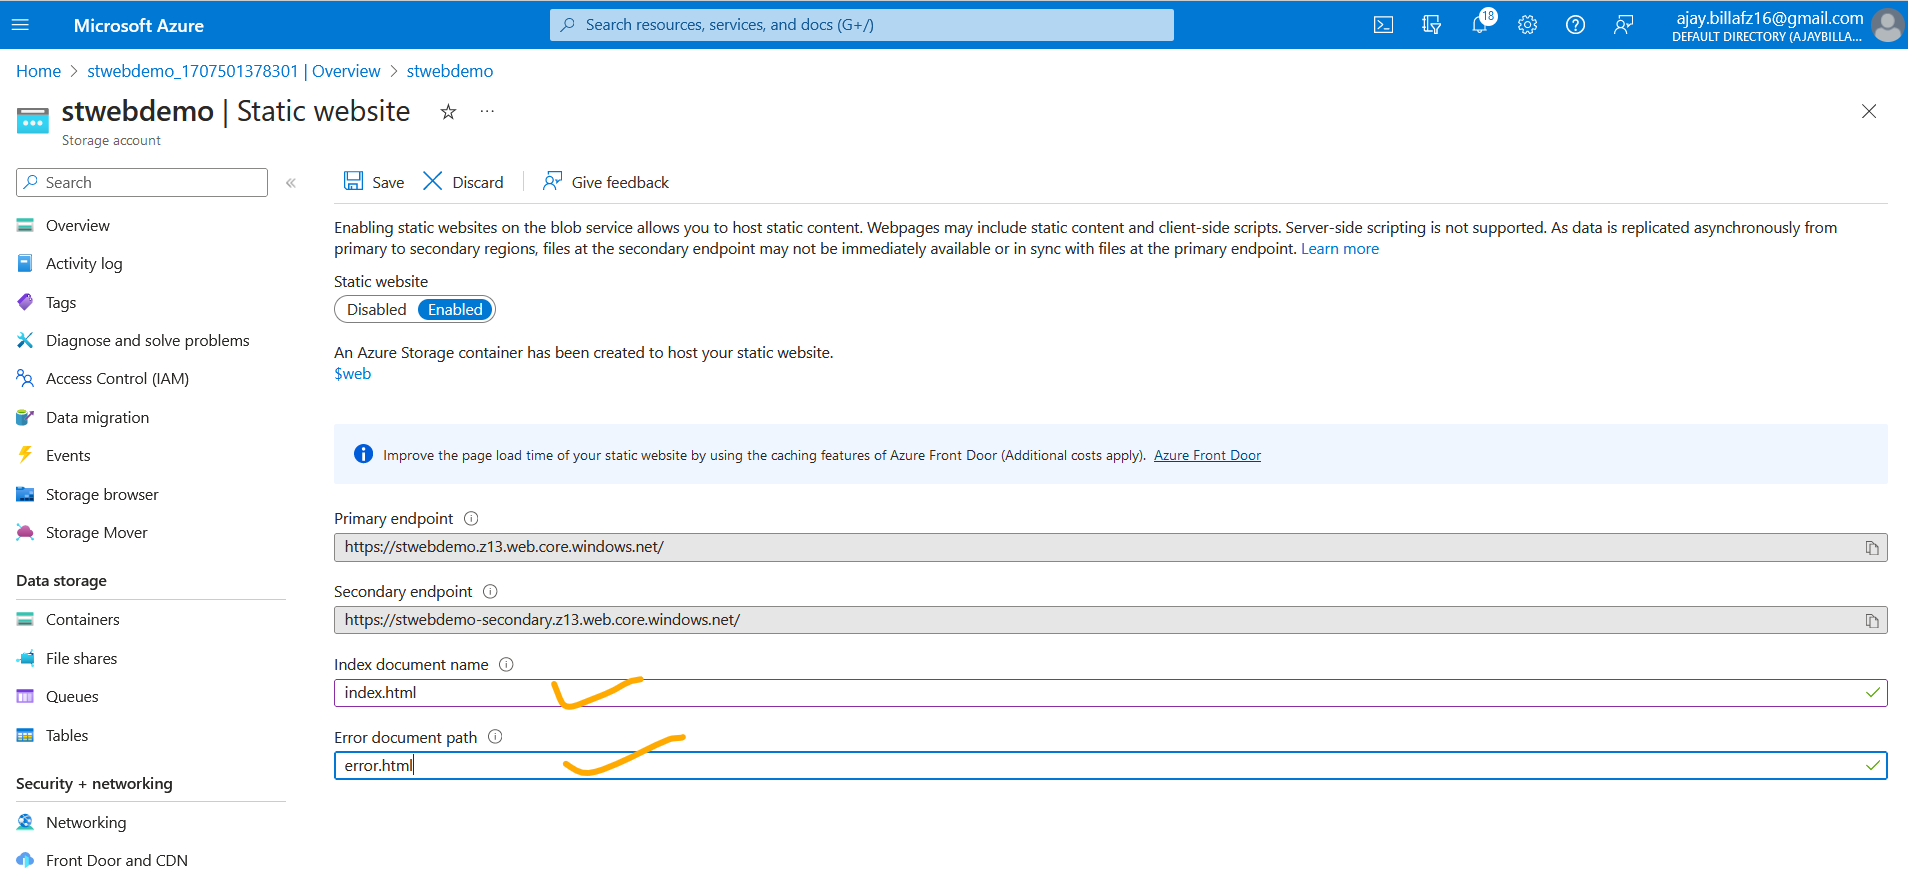 Microsoft Azure
Search resources, services, and docs (G+/)
18
ajay.billafz16@gmail.com
DEFAULT DIRECTORY (AJAYBILLA...
Home > stwebdemo_1707501378301 | Overview > stwebdemo
stwebdemo | Static website
...
Storage account
Search
«
Save
Discard
Give feedback
Overview
Activity log
Tags
Diagnose and solve problems
Access Control (IAM)
Data migration
Events
Storage browser
Storage Mover
Data storage
Containers
File shares
Queues
Tables
Security + networking
Networking
Front Door and CDN
Enabling static websites on the blob service allows you to host static content. Webpages may include static content and client-side scripts. Server-side scripting is not supported. As data is replicated asynchronously from
primary to secondary regions, files at the secondary endpoint may not be immediately available or in sync with files at the primary endpoint. Learn more
Static website
Disabled Enabled
An Azure Storage container has been created to host your static website.
$web
Improve the page load time of your static website by using the caching features of Azure Front Door (Additional costs apply). Azure Front Door
Primary endpoint
https://stwebdemo.z13.web.core.windows.net/
Secondary endpoint
https://stwebdemo-secondary.z13.web.core.windows.net/
Index document name
index.html
Error document path
error.html